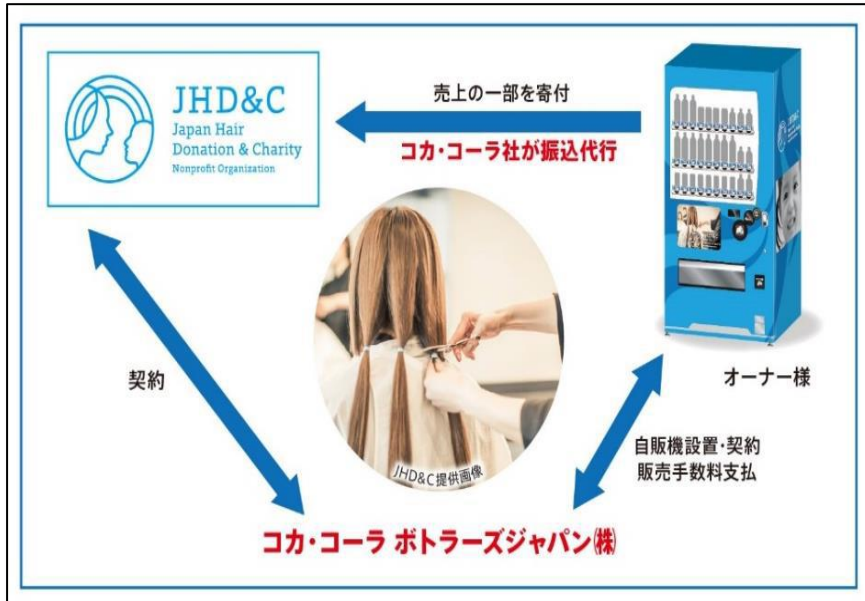 JHD&C
Japan Hair
Donation & Charity
Nonprofit Organization
売上の一部を寄付
コカ・コーラ社が振込代行
JHD&C
契約
オーナー様
自販機設置・契約
販売手数料支払
JHD&C提供画像
コカ・コーラ ボトラーズジャパン㈱